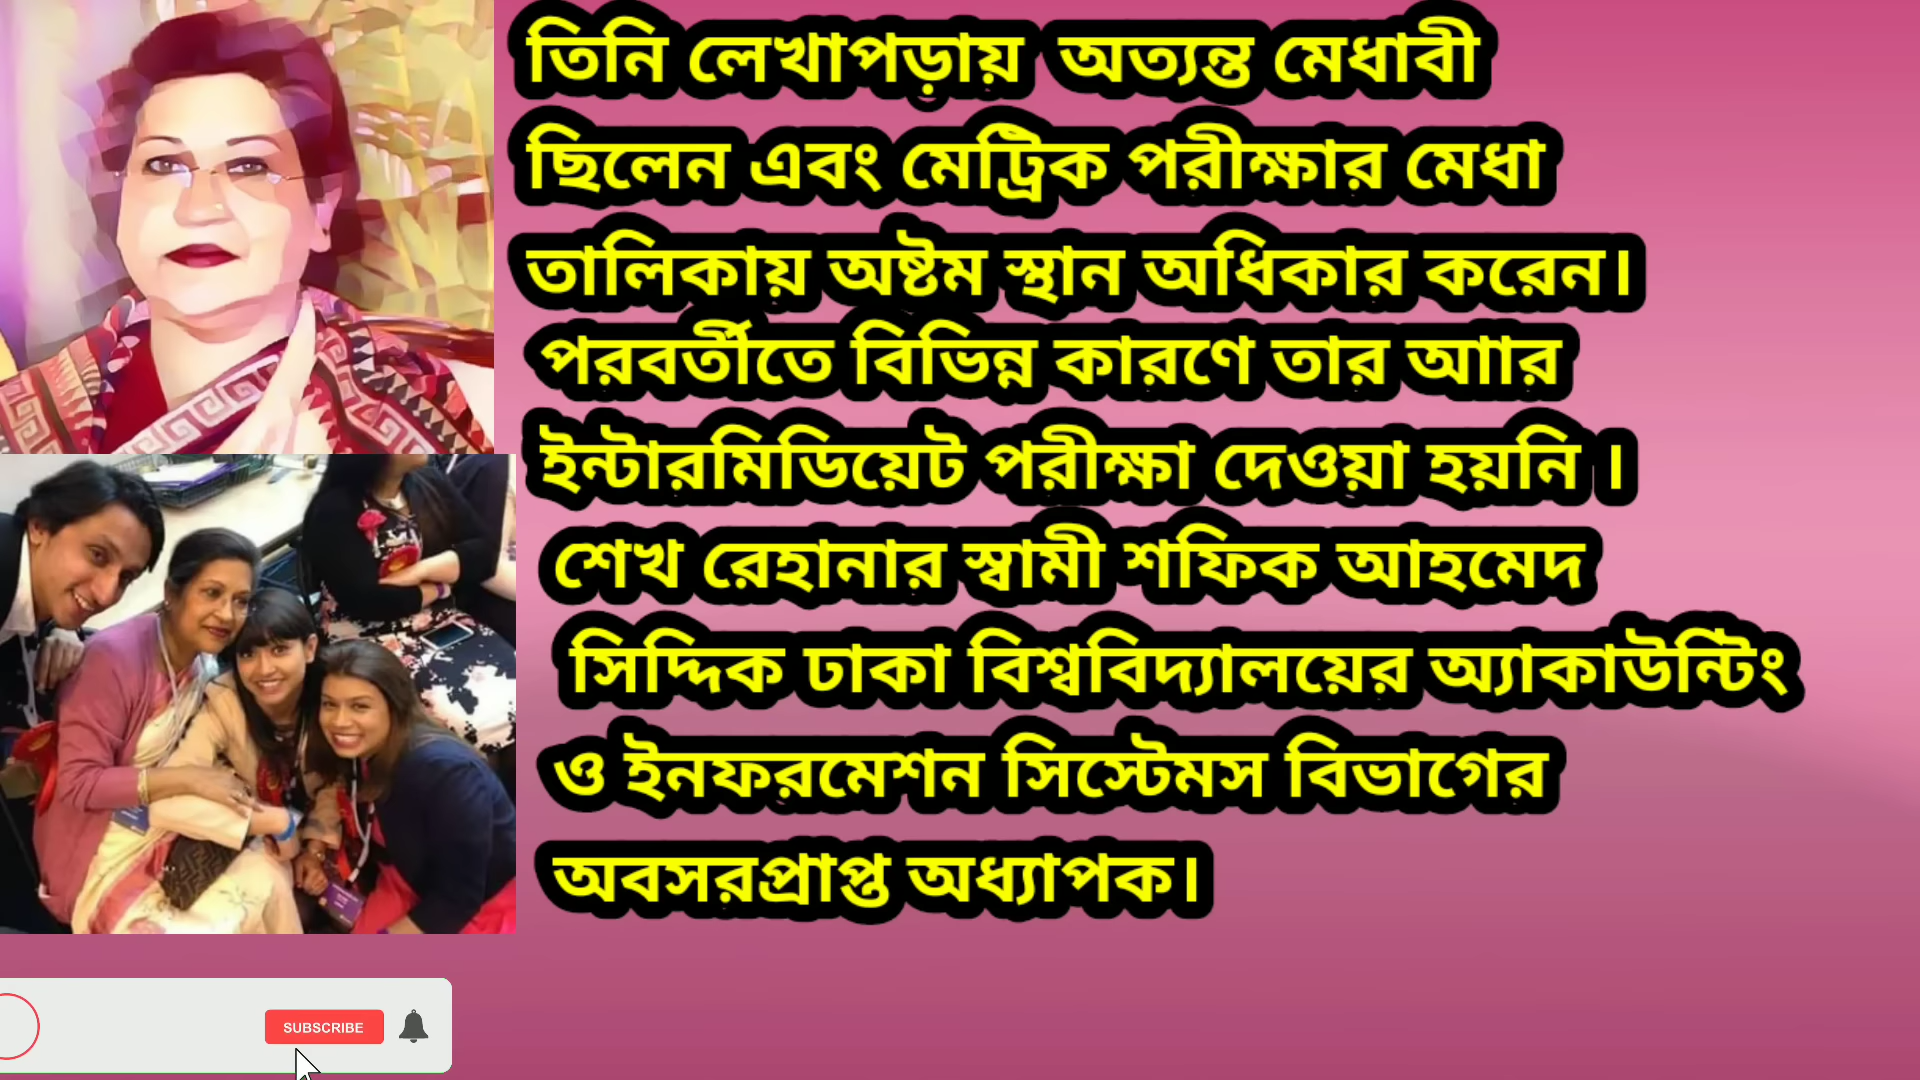 তিনি লেখাপড়ায় অত্যন্ত মেধাবী
ছিলেন এবং মেট্রিক পরীক্ষার মেধা
তালিকায় অষ্টম স্থান অধিকার করেন।
পরবর্তীতে বিভিন্ন কারণে তার আার
ইন্টারমিডিয়েট পরীক্ষা দেওয়া হয়নি ।
শেখ রেহানার স্বামী শফিক আহমেদ
সিদ্দিক ঢাকা বিশ্ববিদ্যালয়ের অ্যাকাউন্টিং
ও ইনফরমেশন সিস্টেমস বিভাগের
অবসরপ্রাপ্ত অধ্যাপক।
SUBSCRIBE